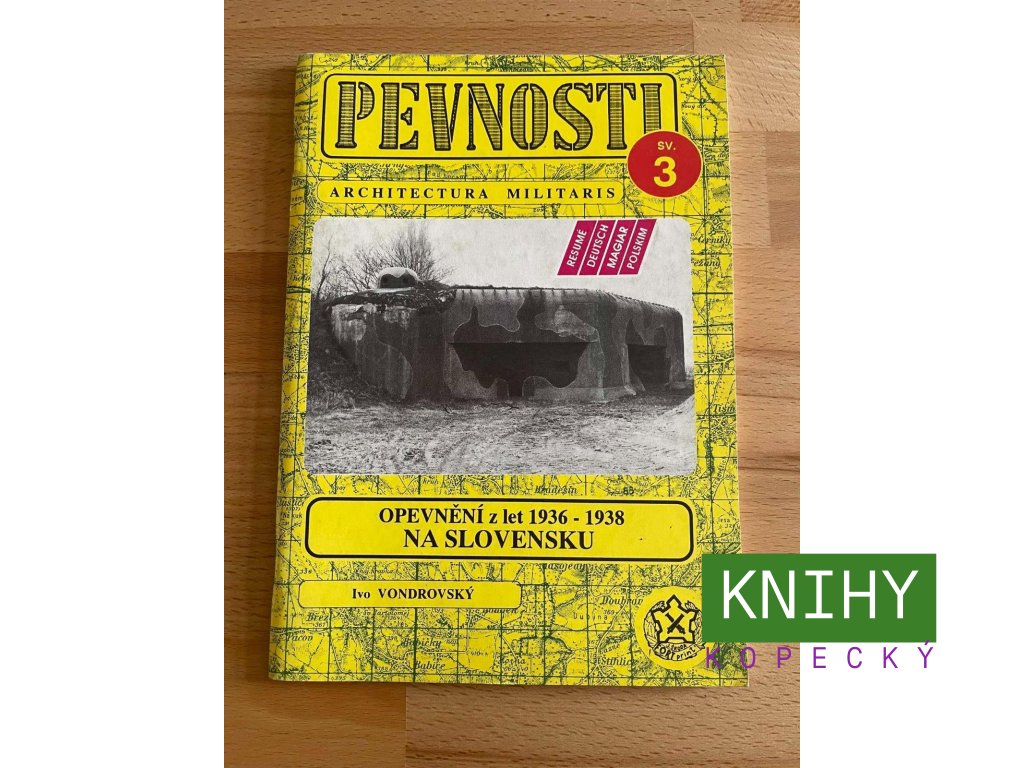 PEVNOSTI
SV.
3
ARCHITECTURA MILITARIS
RESUMÉ
DEUTSCH
MAGIAR
POLSKIM
OPEVNĚNÍ z let 1936 - 1938
NA SLOVENSKU
Ivo VONDROVSKÝ
KNIHY
KOPECKÝ